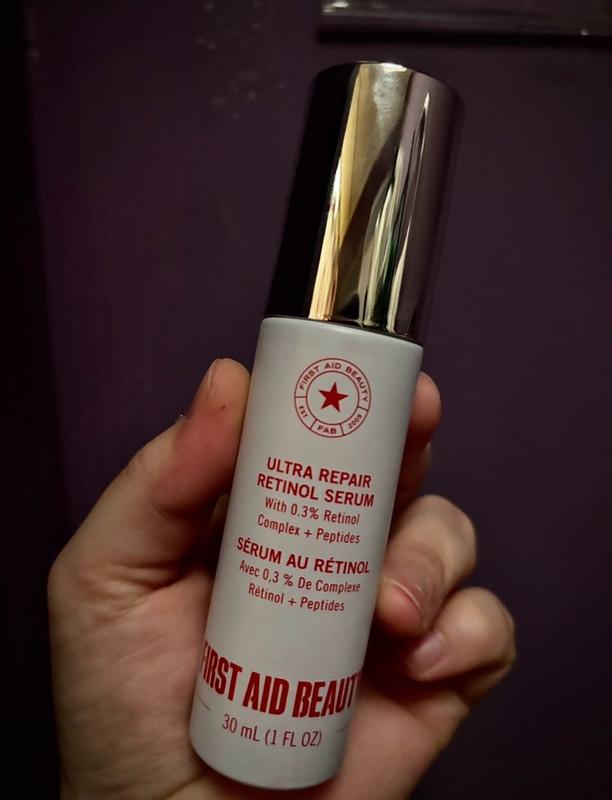 FIRST AID BEAUTY
EST FAB 2009
ULTRA REPAIR
RETINOL SERUM
With 0.3% Retinol
Complex + Peptides
SÉRUM AU RÉTINOL
Avec 0,3 % De Complexe
Rétinol + Peptides
FIRST AID BEAUTY
30 mL (1 FL OZ)